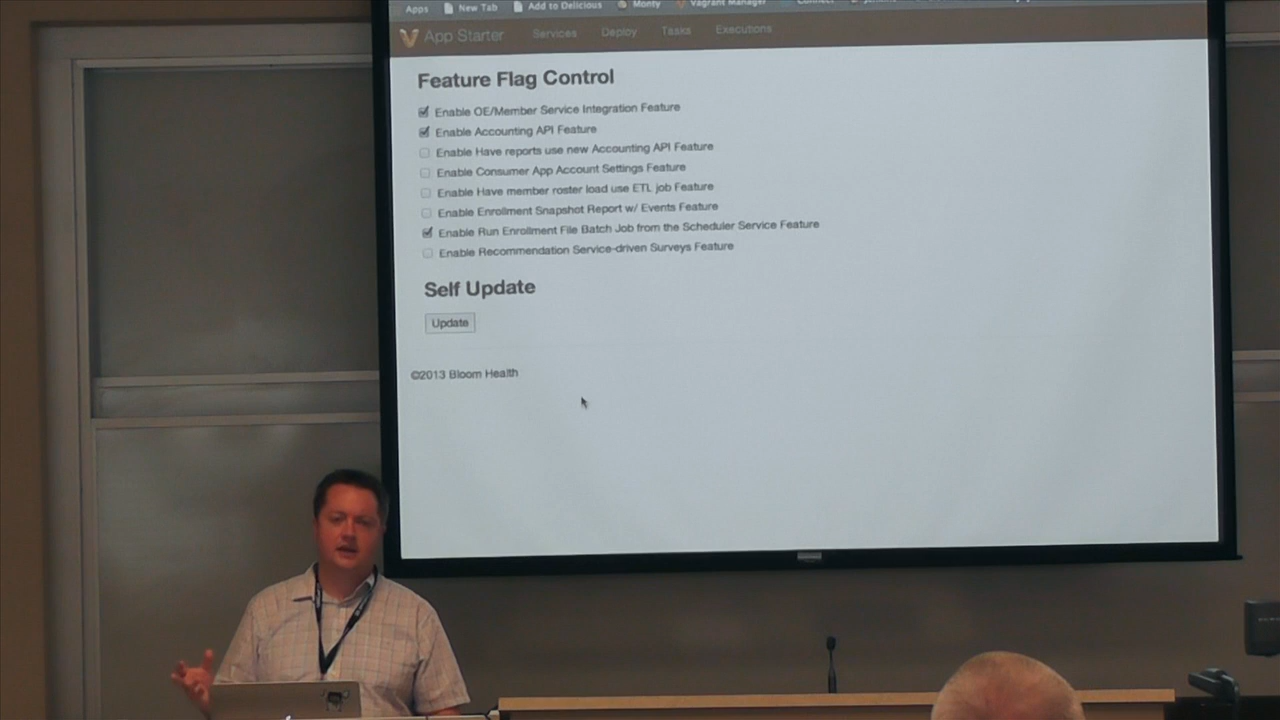 Apps New Tab Add to Delicious Monty Vagrant Manager
App Starter Services Deploy Tasks Executions
Feature Flag Control
Enable OE/Member Service Integration Feature
Enable Accounting API Feature
Enable Have reports use new Accounting API Feature
Enable Consumer App Account Settings Feature
Enable Have member roster load use ETL job Feature
Enable Enrollment Snapshot Report w/ Events Feature
Enable Run Enrollment File Batch Job from the Scheduler Service Feature
Enable Recommendation Service-driven Surveys Feature
Self Update
Update
©2013 Bloom Health